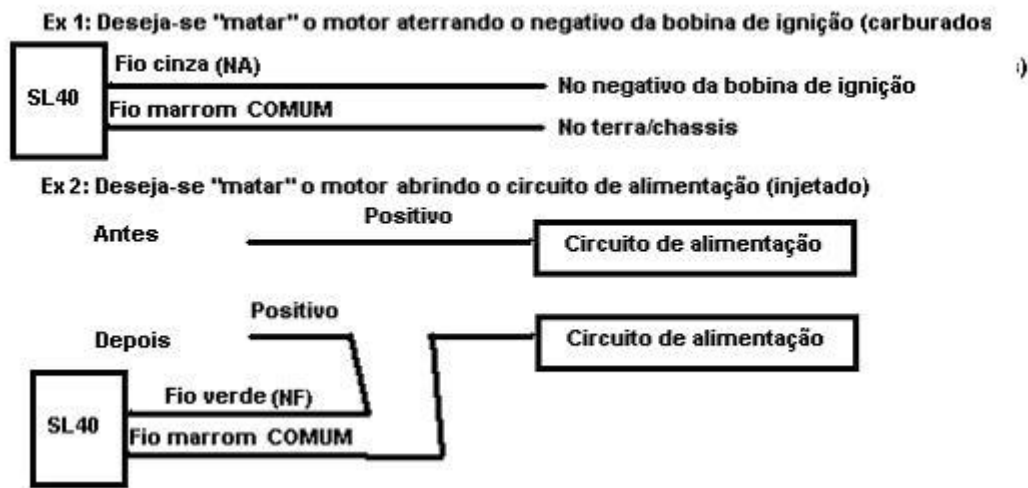 Ex 1: Deseja-se "matar" o motor aterrando o negativo da bobina de ignição (carburados
)
Fio cinza (NA)
No negativo da bobina de ignição
SL40
Fio marrom COMUM
No terra/chassis
Ex 2: Deseja-se "matar" o motor abrindo o circuito de alimentação (injetado)
Antes
Positivo
Circuito de alimentação
Positivo
Depois
Circuito de alimentação
Fio verde (NF)
SL40
Fio marrom COMUM